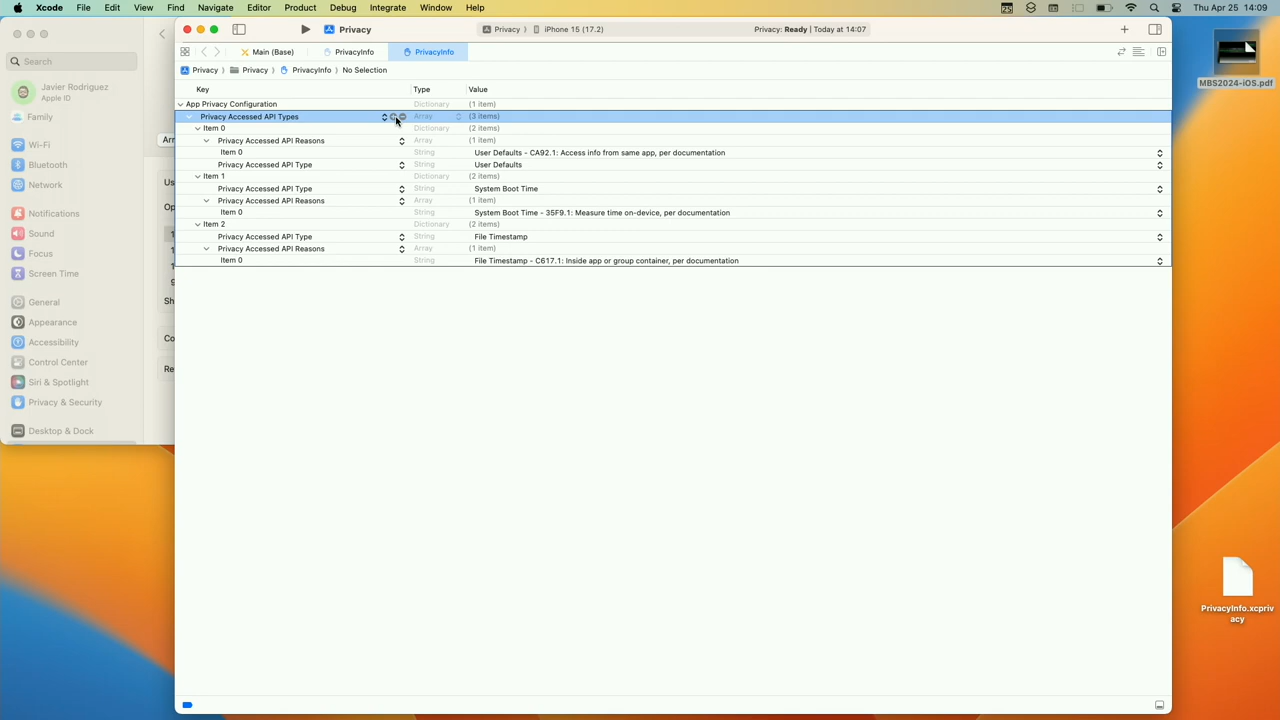 Xcode File Edit View Find Navigate Editor Product Debug Integrate Window Help Thu Apr 25 14:09
Privacy
Privacy iPhone 15 (17.2)
Privacy: Ready | Today at 14:07
Main (Base) PrivacyInfo PrivacyInfo
Privacy Privacy PrivacyInfo No Selection
Key Type Value
App Privacy Configuration Dictionary (1 item)
Privacy Accessed API Types Array (3 items)
Item 0 Dictionary (2 items)
Privacy Accessed API Reasons Array (1 item)
Item 0 String User Defaults - CA92.1: Access info from same app, per documentation
Privacy Accessed API Type String User Defaults
Item 1 Dictionary (2 items)
Privacy Accessed API Type String System Boot Time
Privacy Accessed API Reasons Array (1 item)
Item 0 String System Boot Time - 35F9.1: Measure time on-device, per documentation
Item 2 Dictionary (2 items)
Privacy Accessed API Type String File Timestamp
Privacy Accessed API Reasons Array (1 item)
Item 0 String File Timestamp - C617.1: Inside app or group container, per documentation
Search
Javier Rodriguez
Apple ID
Family
Wi-Fi
Bluetooth
Network
Notifications
Sound
Focus
Screen Time
General
Appearance
Accessibility
Control Center
Siri & Spotlight
Privacy & Security
Desktop & Dock
MBS2024-iOS.pdf
PrivacyInfo.xcpriv
acy